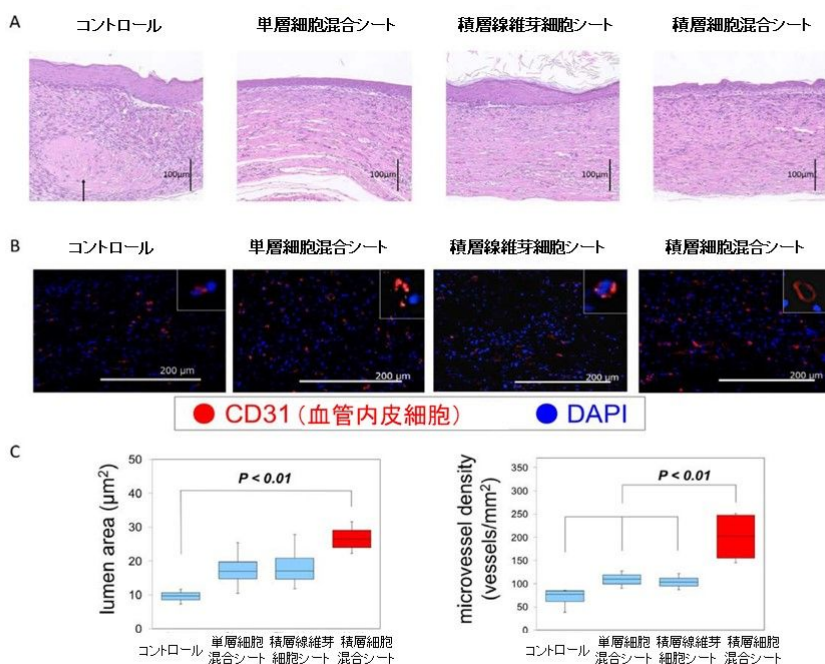 A
コントロール
単層細胞混合シート
積層線維芽細胞シート
積層細胞混合シート
100μm
100μm
100μm
100μm
B
コントロール
単層細胞混合シート
積層線維芽細胞シート
積層細胞混合シート
200 μm
200 μm
200 μm
200 μm
CD31(血管内皮細胞)
DAPI
C
lumen area (μm²)
40
30
20
10
0
P < 0.01
コントロール
単層細胞
混合シート
積層線維芽
細胞シート
積層細胞
混合シート
microvessel density
(vessels/mm²)
350
300
250
200
150
100
50
0
P < 0.01
コントロール
単層細胞
混合シート
積層線維芽
細胞シート
積層細胞
混合シート